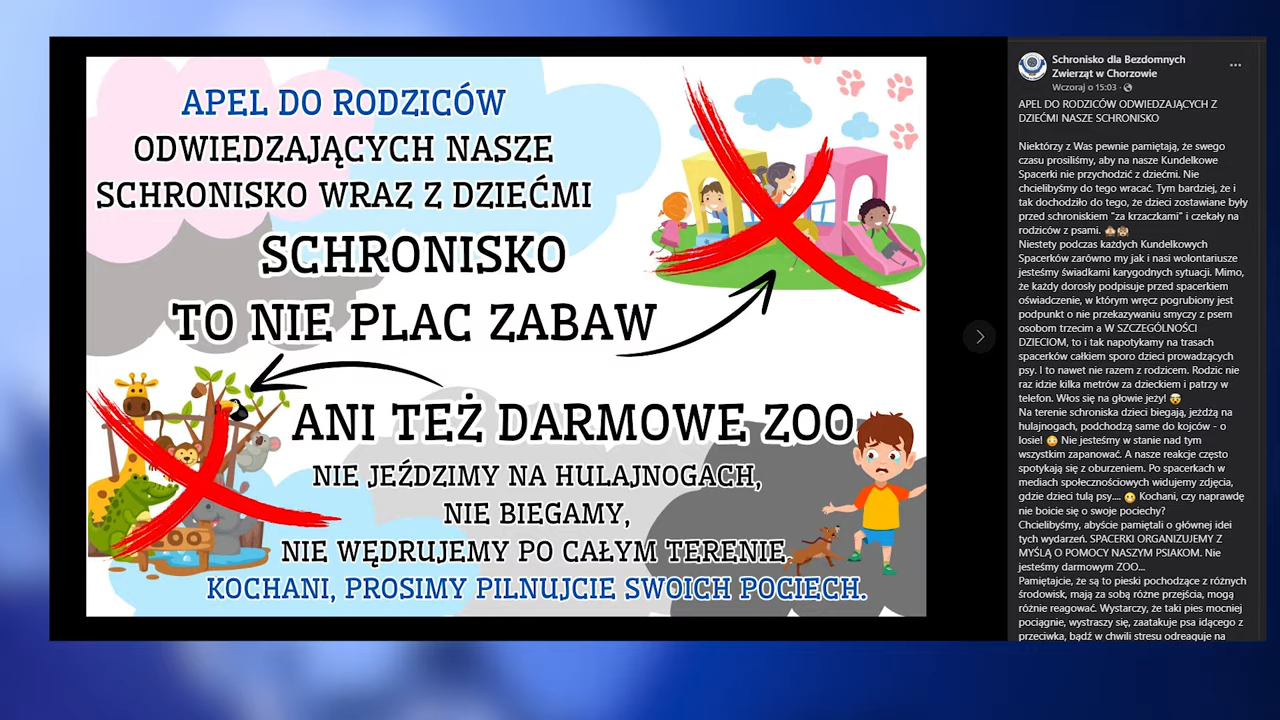 APEL DO RODZICÓW
ODWIEDZAJĄCYCH NASZE
SCHRONISKO WRAZ Z DZIEĆMI
SCHRONISKO
TO NIE PLAC ZABAW
ANI TEŻ DARMOWE ZOO
NIE JEŹDZIMY NA HULAJNOGACH,
NIE BIEGAMY,
NIE WĘDRUJEMY PO CAŁYM TERENIE.
KOCHANI, PROSIMY PILNUJCIE SWOICH POCIECH.
ZOO
Schronisko dla Bezdomnych
Zwierząt w Chorzowie
Wczoraj o 15:03 ·
APEL DO RODZICÓW ODWIEDZAJĄCYCH Z
DZIEĆMI NASZE SCHRONISKO
Niektórzy z Was pewnie pamiętają, że swego
czasu prosiliśmy, aby na nasze Kundelkowe
Spacerki nie przychodzić z dziećmi. Nie
chcielibyśmy do tego wracać. Tym bardziej, że i
tak dochodziło do tego, że dzieci zostawiane były
przed schroniskiem "za krzaczkami" i czekały na
rodziców z psami. 🙈🙊
Niestety podczas każdych Kundelkowych
Spacerków zarówno my jak i nasi wolontariusze
jesteśmy świadkami karygodnych sytuacji. Mimo,
że każdy dorosły podpisuje przed spacerkiem
oświadczenie, w którym wręcz pogrubiony jest
podpunkt o nie przekazywaniu smyczy z psem
osobom trzecim a W SZCZEGÓLNOŚCI
DZIECIOM, to i tak napotykamy na trasach
spacerków całkiem sporo dzieci prowadzących
psy. I to nawet nie razem z rodzicem. Rodzic nie
raz idzie kilka metrów za dzieckiem i patrzy w
telefon. Włos się na głowie jeży! 🤯
Na terenie schroniska dzieci biegają, jeżdżą na
hulajnogach, podchodzą same do kojców - o
losie! 😳 Nie jesteśmy w stanie nad tym
wszystkim zapanować. A nasze reakcje często
spotykają się z oburzeniem. Po spacerkach w
mediach społecznościowych widujemy zdjęcia,
gdzie dzieci tulą psy.... 😬 Kochani, czy naprawdę
nie boicie się o swoje pociechy?
Chcielibyśmy, abyście pamiętali o głównej idei
tych wydarzeń. SPACERKI ORGANIZUJEMY Z
MYŚLĄ O POMOCY NASZYM PSIAKOM. Nie
jesteśmy darmowym ZOO...
Pamiętajcie, że są to pieski pochodzące z różnych
środowisk, mają za sobą różne przejścia, mogą
różnie reagować. Wystarczy, że taki pies mocniej
pociągnie, wystraszy się, zaatakuje psa idącego z
przeciwka, bądź w chwili stresu odreaguje na